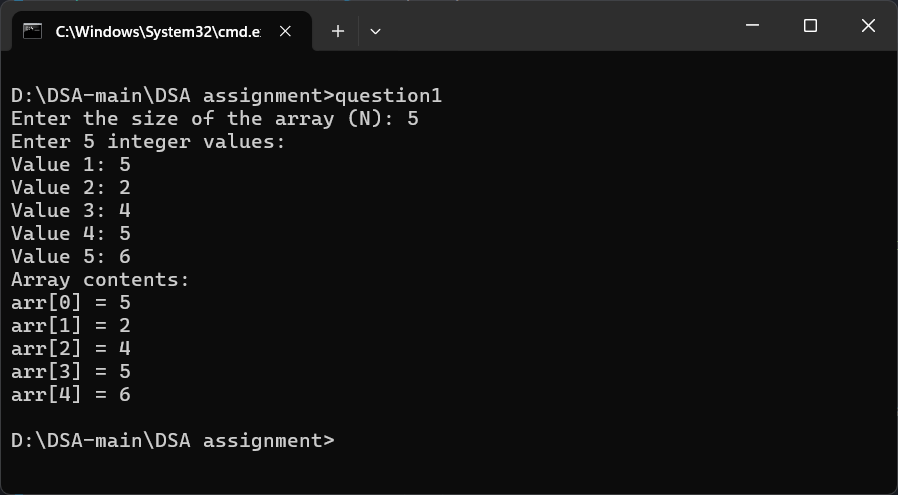 C:\Windows\System32\cmd.e
D:\DSA-main\DSA assignment>question1
Enter the size of the array (N): 5
Enter 5 integer values:
Value 1: 5
Value 2: 2
Value 3: 4
Value 4: 5
Value 5: 6
Array contents:
arr[0] = 5
arr[1] = 2
arr[2] = 4
arr[3] = 5
arr[4] = 6
D:\DSA-main\DSA assignment>